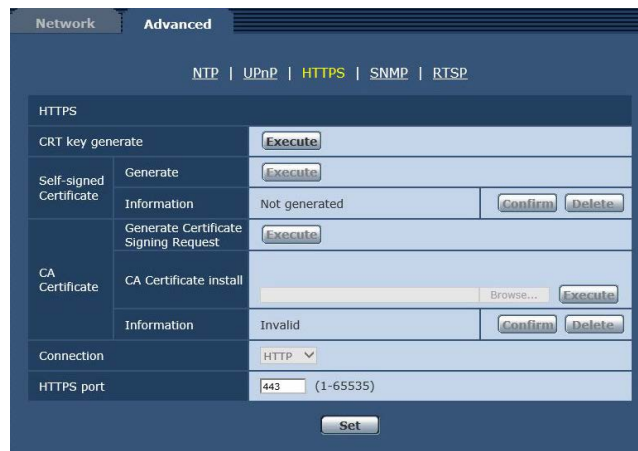 Network Advanced
NTP | UPnP | HTTPS | SNMP | RTSP
HTTPS
CRT key generate Execute
Self-signed Certificate
Generate Execute
Information Not generated Confirm Delete
CA Certificate
Generate Certificate Signing Request Execute
CA Certificate install Browse... Execute
Information Invalid Confirm Delete
Connection HTTP
HTTPS port 443 (1-65535)
Set